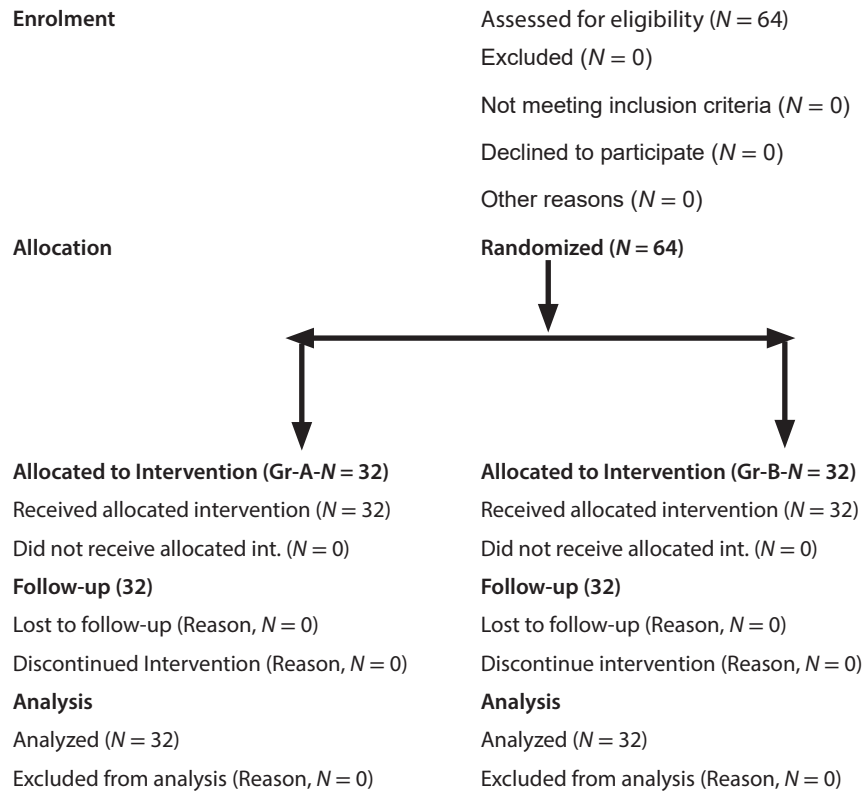 Enrolment
Assessed for eligibility (N = 64)
Excluded (N = 0)
Not meeting inclusion criteria (N = 0)
Declined to participate (N = 0)
Other reasons (N = 0)
Allocation
Randomized (N = 64)
Allocated to Intervention (Gr-A-N = 32)
Received allocated intervention (N = 32)
Did not receive allocated int. (N = 0)
Follow-up (32)
Lost to follow-up (Reason, N = 0)
Discontinued Intervention (Reason, N = 0)
Analysis
Analyzed (N = 32)
Excluded from analysis (Reason, N = 0)
Allocated to Intervention (Gr-B-N = 32)
Received allocated intervention (N = 32)
Did not receive allocated int. (N = 0)
Follow-up (32)
Lost to follow-up (Reason, N = 0)
Discontinue intervention (Reason, N = 0)
Analysis
Analyzed (N = 32)
Excluded from analysis (Reason, N = 0)